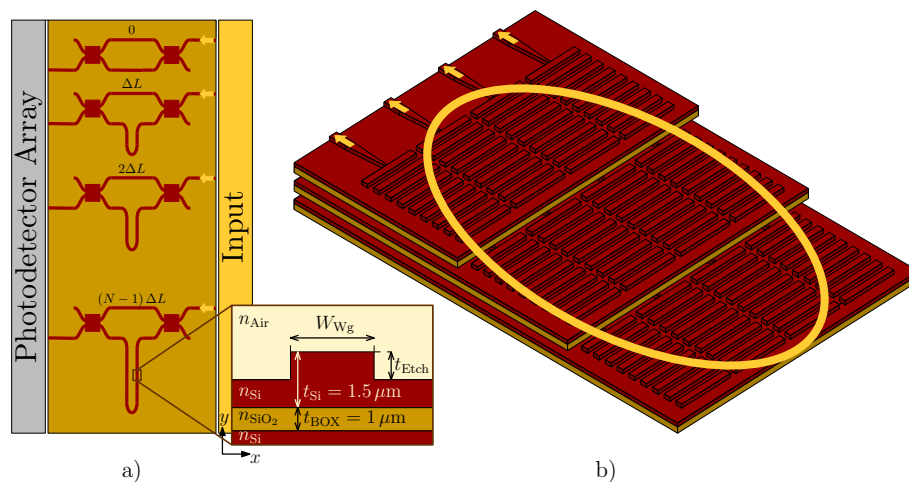 Photodetector Array
0
ΔL
2ΔL
(N − 1) ΔL
Input
n_Air
W_Wg
t_Etch
n_Si
t_Si = 1.5 μm
n_SiO₂
t_BOX = 1 μm
n_Si
y
x
a)
b)